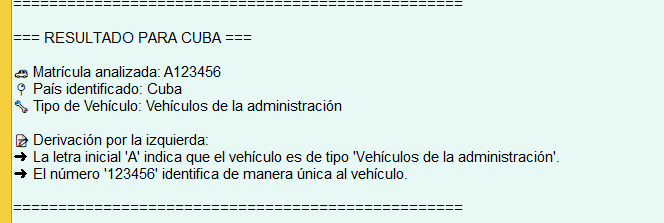 ==================================================
=== RESULTADO PARA CUBA ===
🚗 Matrícula analizada: A123456
📍 País identificado: Cuba
🔧 Tipo de Vehículo: Vehículos de la administración
📝 Derivación por la izquierda:
➜ La letra inicial 'A' indica que el vehículo es de tipo 'Vehículos de la administración'.
➜ El número '123456' identifica de manera única al vehículo.
==================================================